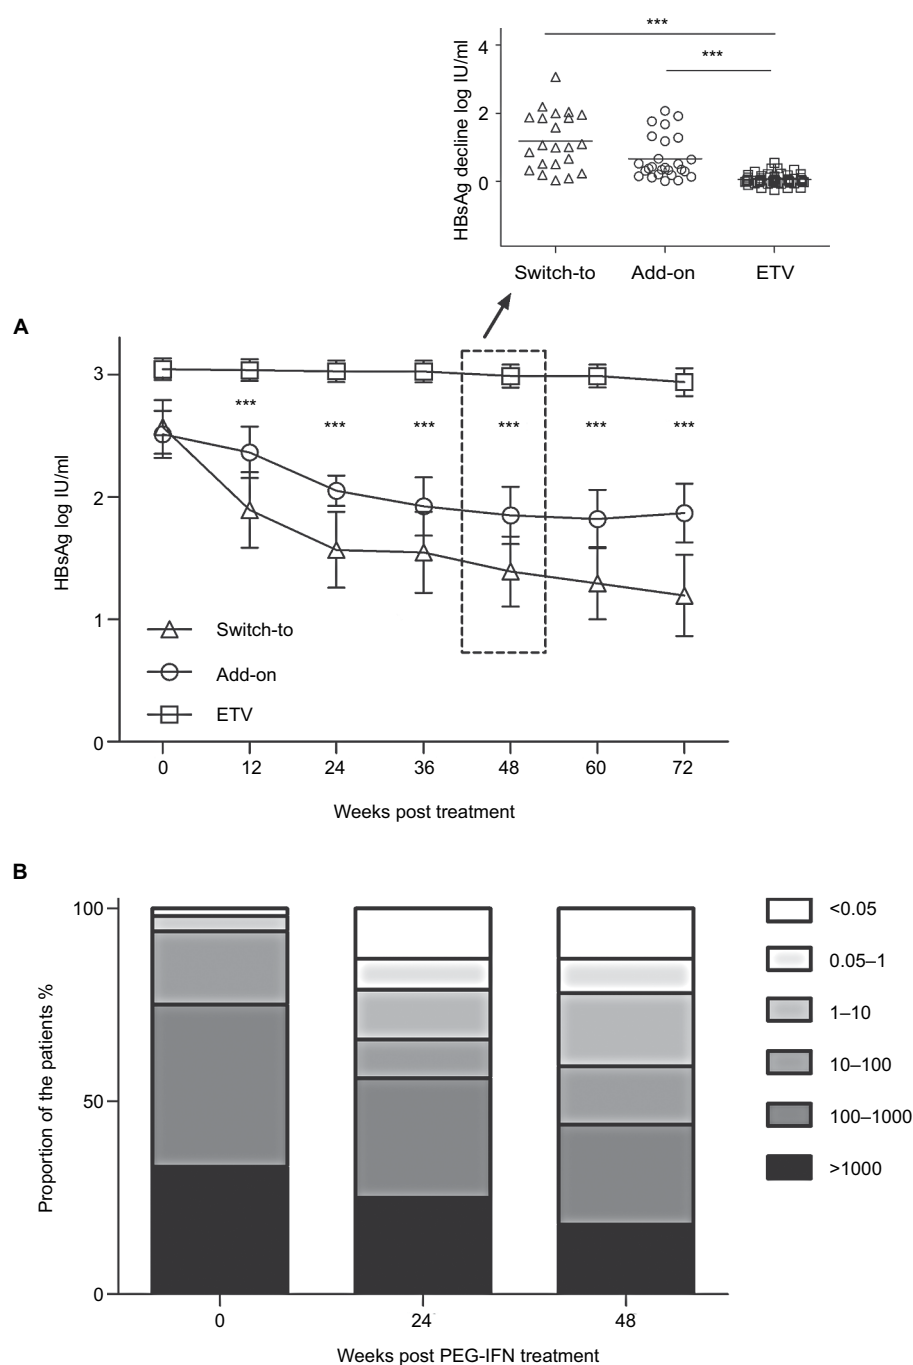 ***
***
4
2
0
HBsAg decline log IU/ml
Switch-to Add-on ETV
A
3
2
1
0
HBsAg log IU/ml
*** *** *** *** *** ***
Switch-to
Add-on
ETV
0 12 24 36 48 60 72
Weeks post treatment
B
100
50
0
Proportion of the patients %
<0.05
0.05–1
1–10
10–100
100–1000
>1000
0 24 48
Weeks post PEG-IFN treatment